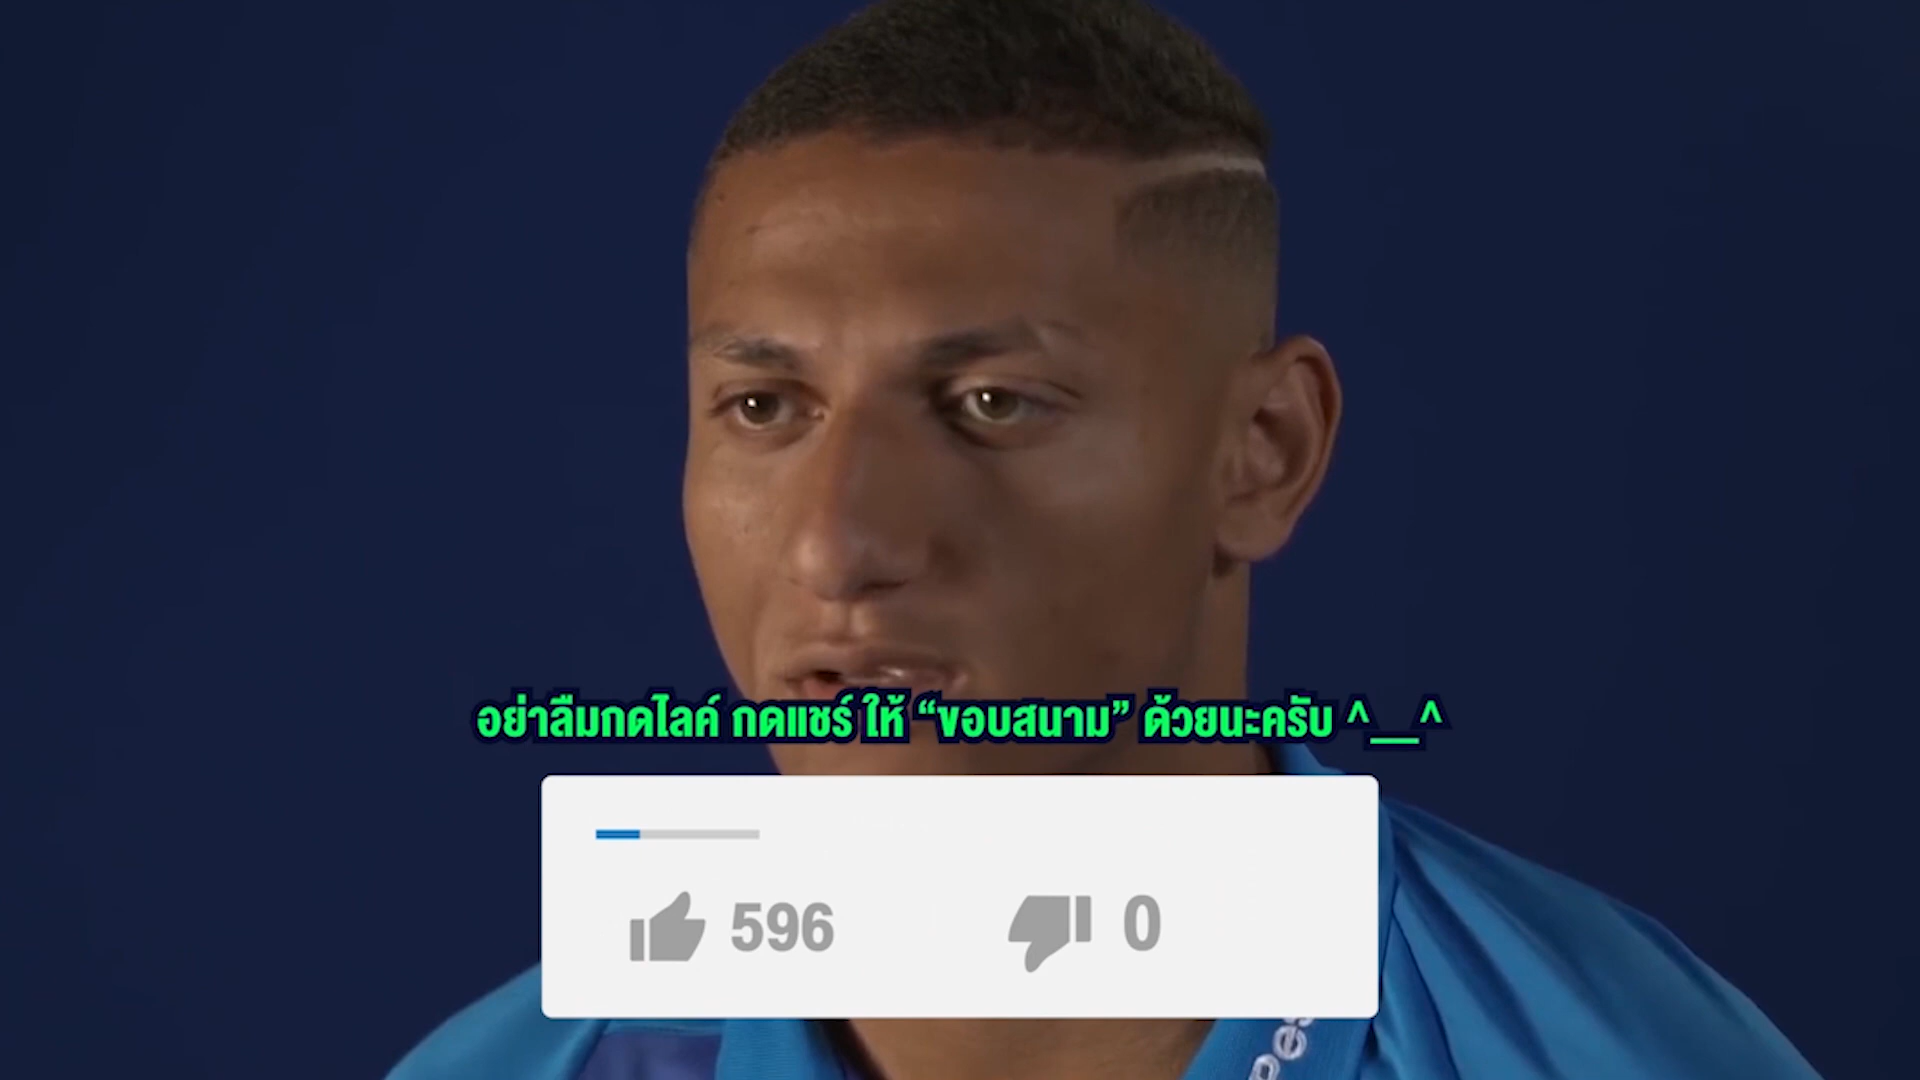 อย่าลืมกดไลค์ กดแชร์ ให้ “ขอบสนาม” ด้วยนะครับ ^__^
596 0
pes